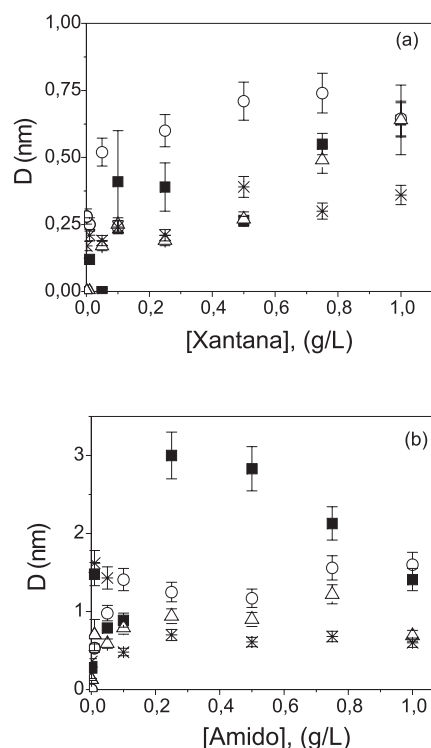 1,00
(a)
0,75
0,50
0,25
0,00
D (nm)
0,0 0,2 0,4 0,6 0,8 1,0
[Xantana], (g/L)
(b)
3
2
1
0
D (nm)
0,0 0,2 0,4 0,6 0,8 1,0
[Amido], (g/L)